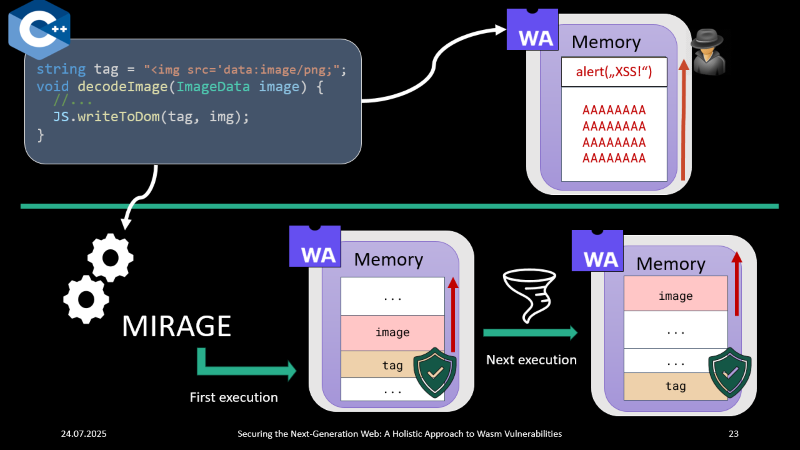 C++
string tag = "<img src='data:image/png;";
void decodeImage(ImageData image) {
//...
JS.writeToDom(tag, img);
}
WA
Memory
alert(„XSS!“)
AAAAAAAA
AAAAAAAA
AAAAAAAA
AAAAAAAA
MIRAGE
First execution
WA
Memory
...
image
tag
...
Next execution
WA
Memory
image
...
...
tag
24.07.2025
Securing the Next-Generation Web: A Holistic Approach to Wasm Vulnerabilities
23